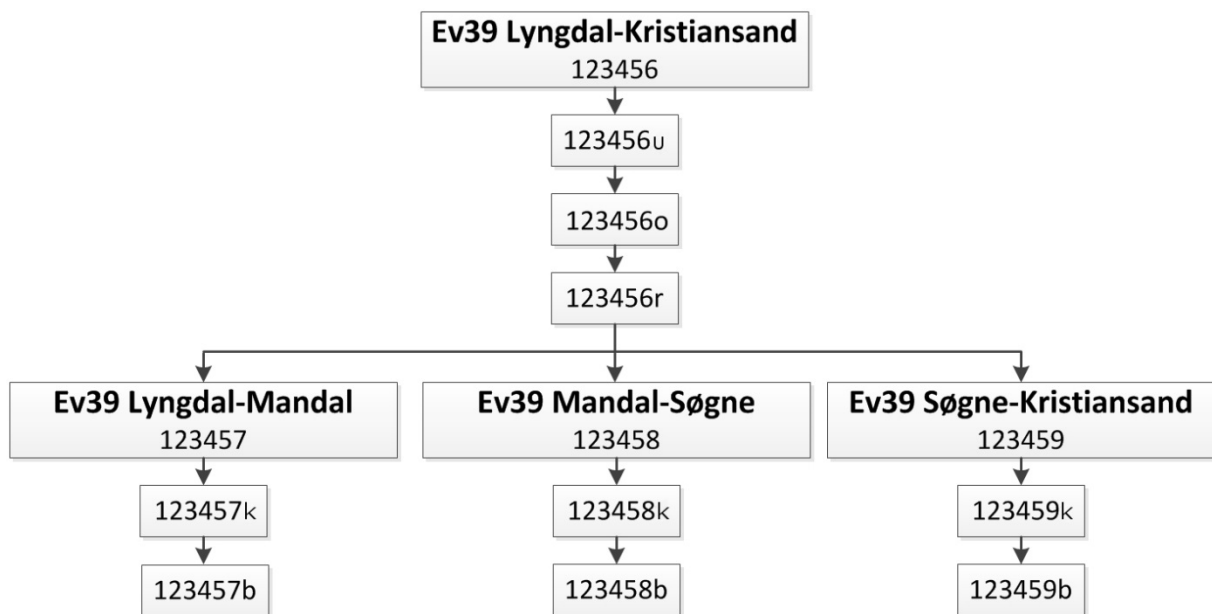 Ev39 Lyngdal-Kristiansand
123456
123456u
123456o
123456r
Ev39 Lyngdal-Mandal
123457
Ev39 Mandal-Søgne
123458
Ev39 Søgne-Kristiansand
123459
123457k
123458k
123459k
123457b
123458b
123459b